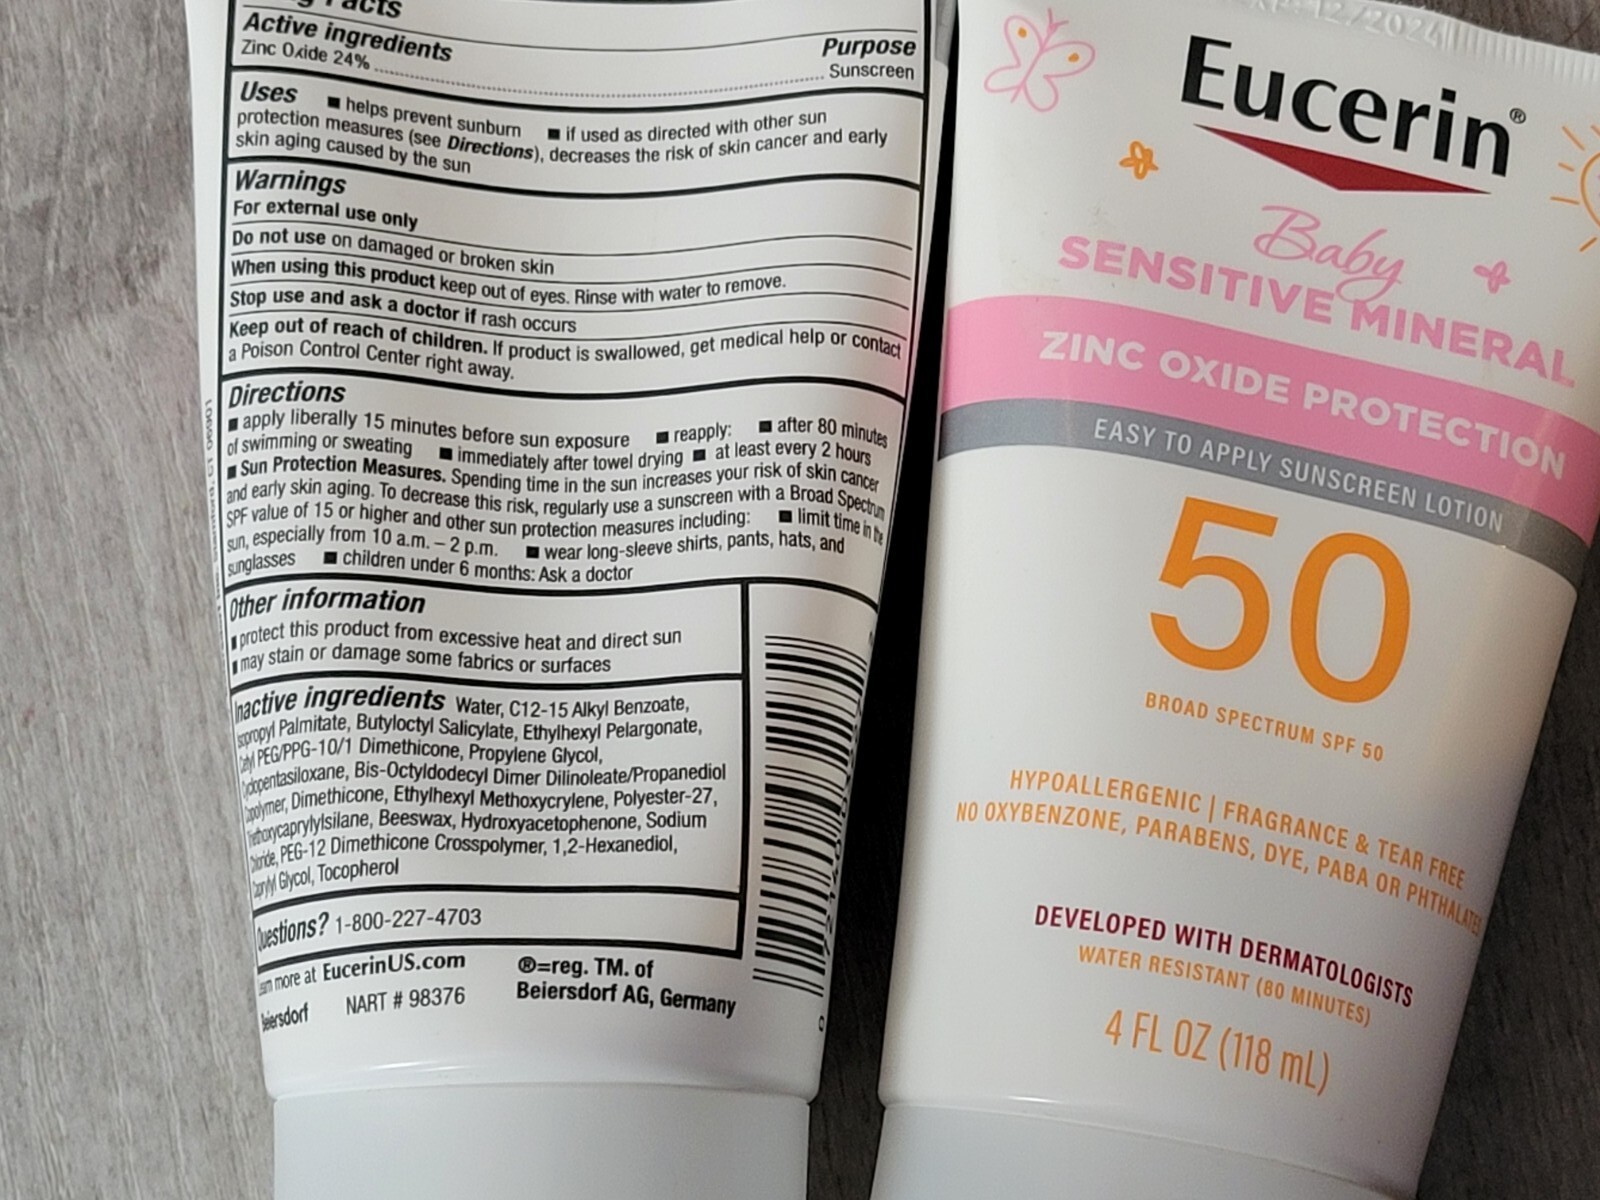 Facts
Active ingredients
Purpose
Zinc Oxide 24% ........ Sunscreen
Uses ■ helps prevent sunburn ■ if used as directed with other sun
protection measures (see Directions), decreases the risk of skin cancer and early
skin aging caused by the sun
Warnings
For external use only
Do not use on damaged or broken skin
When using this product keep out of eyes. Rinse with water to remove.
Stop use and ask a doctor if rash occurs
Keep out of reach of children. If product is swallowed, get medical help or contact
a Poison Control Center right away.
Directions
■ apply liberally 15 minutes before sun exposure ■ reapply: ■ after 80 minutes
of swimming or sweating ■ immediately after towel drying ■ at least every 2 hours
■ Sun Protection Measures. Spending time in the sun increases your risk of skin cancer
and early skin aging. To decrease this risk, regularly use a sunscreen with a Broad Spectrum
SPF value of 15 or higher and other sun protection measures including: ■ limit time in the
sun, especially from 10 a.m. – 2 p.m. ■ wear long-sleeve shirts, pants, hats, and
sunglasses ■ children under 6 months: Ask a doctor
Other information
■ protect this product from excessive heat and direct sun
■ may stain or damage some fabrics or surfaces
Inactive ingredients Water, C12-15 Alkyl Benzoate,
Isopropyl Palmitate, Butyloctyl Salicylate, Ethylhexyl Pelargonate,
Cetyl PEG/PPG-10/1 Dimethicone, Propylene Glycol,
Cyclopentasiloxane, Bis-Octyldodecyl Dimer Dilinoleate/Propanediol
Copolymer, Dimethicone, Ethylhexyl Methoxycrylene, Polyester-27,
Triethoxycaprylylsilane, Beeswax, Hydroxyacetophenone, Sodium
Chloride, PEG-12 Dimethicone Crosspolymer, 1,2-Hexanediol,
Caprylyl Glycol, Tocopherol
Questions? 1-800-227-4703
Learn more at EucerinUS.com
Beiersdorf NART # 98376
®=reg. TM. of
Beiersdorf AG, Germany
12/2024
Eucerin®
Baby
SENSITIVE MINERAL
ZINC OXIDE PROTECTION
EASY TO APPLY SUNSCREEN LOTION
50
BROAD SPECTRUM SPF 50
HYPOALLERGENIC | FRAGRANCE & TEAR FREE
NO OXYBENZONE, PARABENS, DYE, PABA OR PHTHALATES
DEVELOPED WITH DERMATOLOGISTS
WATER RESISTANT (80 MINUTES)
4 FL OZ (118 mL)